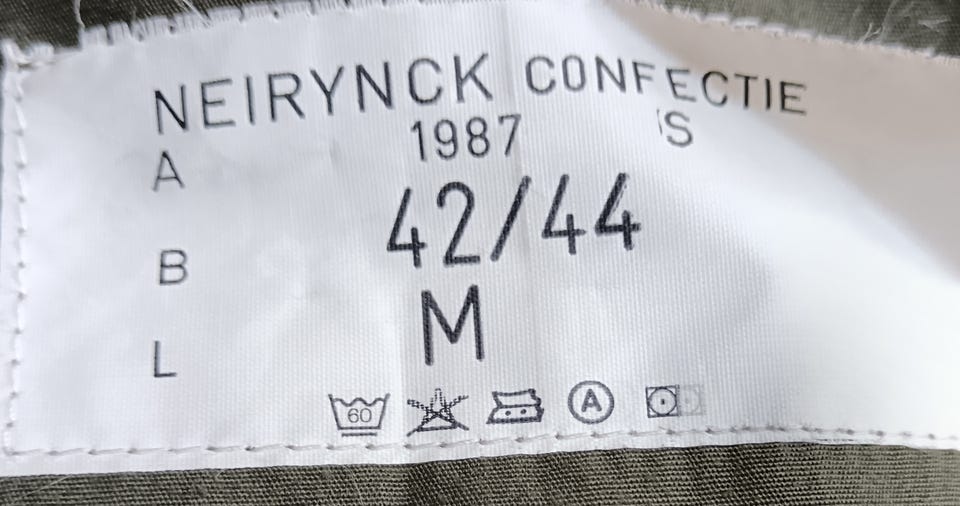 NEIRYNCK CONFECTIE
A 1987 'S
B 42/44
L M
60 A